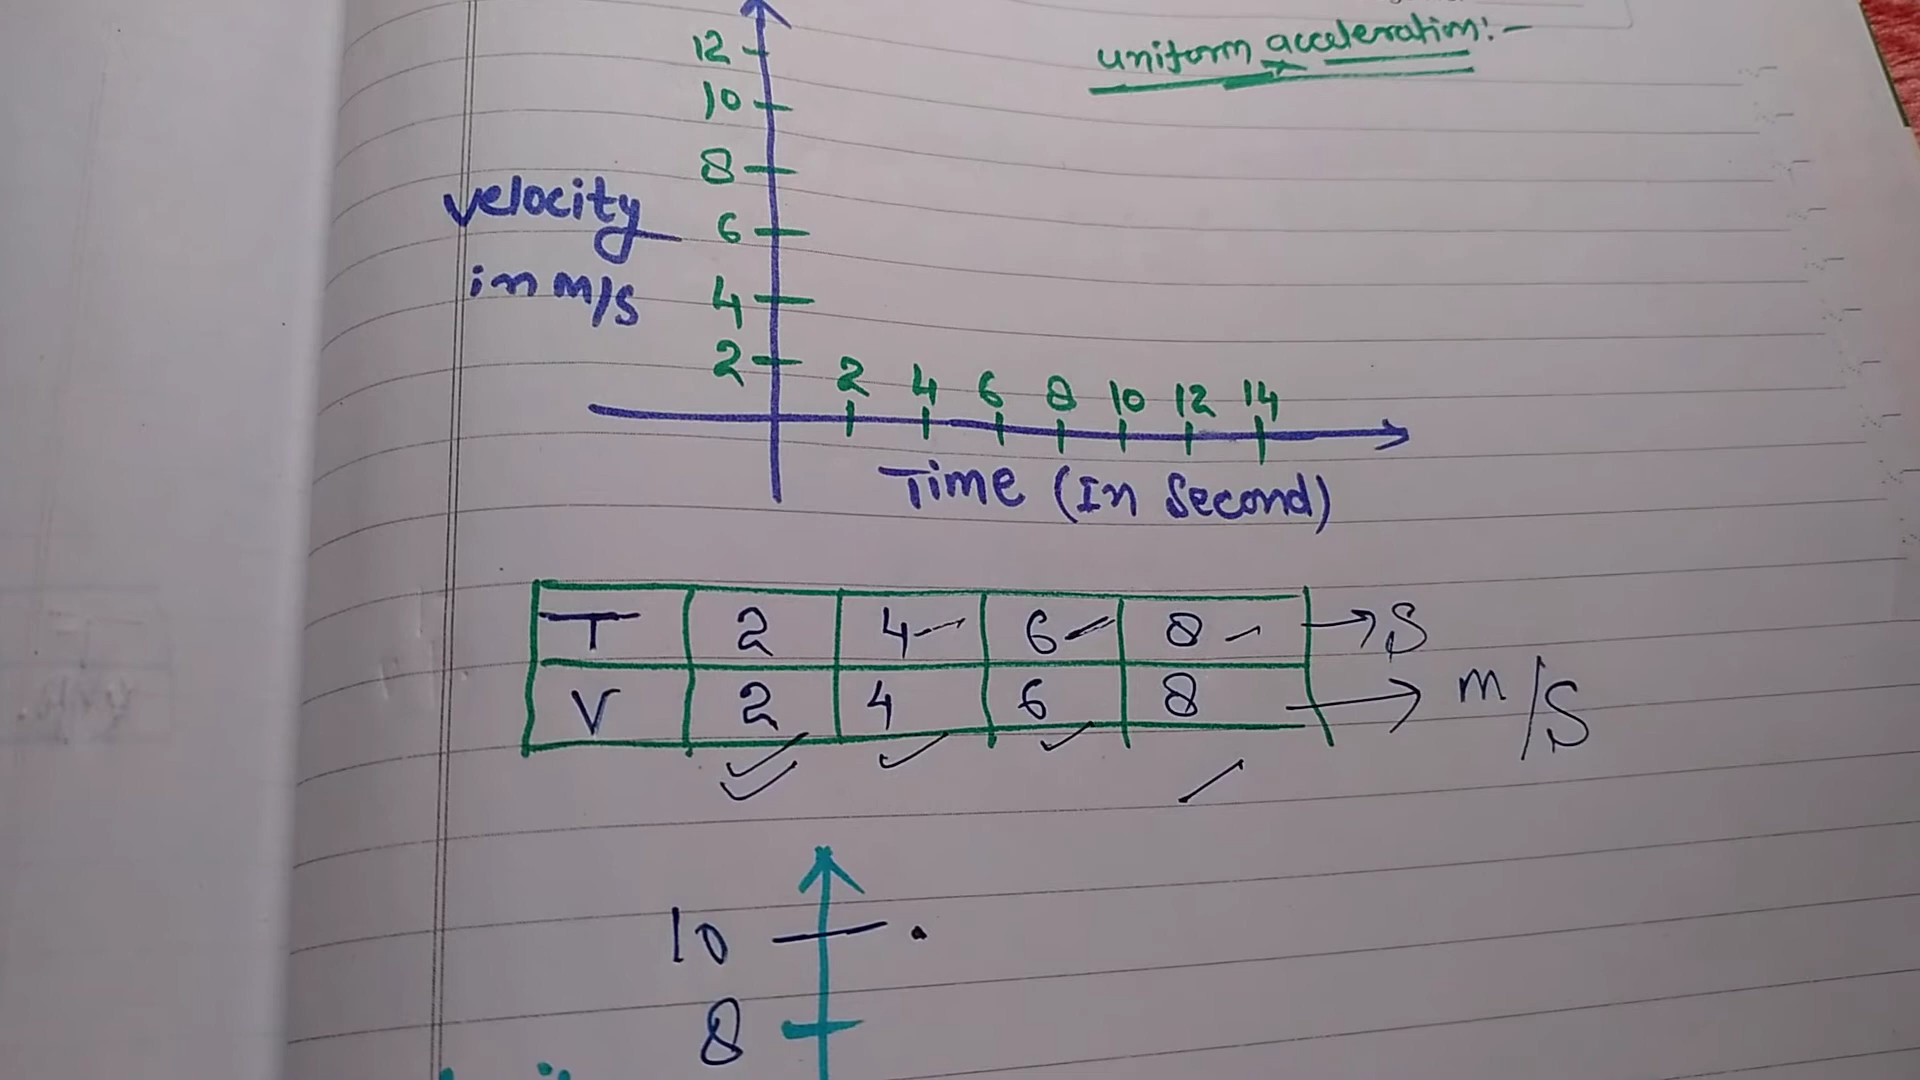 uniform acceleration:-
12
10
8
velocity
6
in m/s
4
2
2 4 6 8 10 12 14
Time (In Second)
T 2 4 6 8 → S
V 2 4 6 8 → m/s
10
8